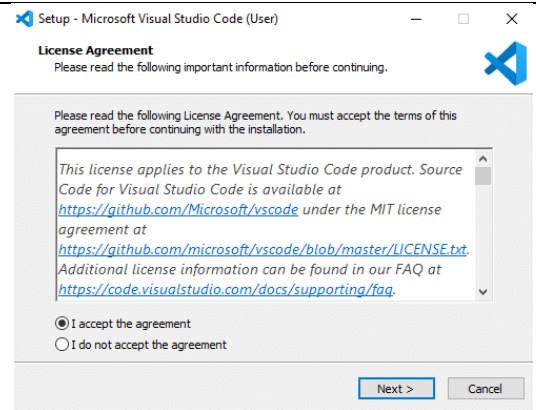 Setup - Microsoft Visual Studio Code (User)
License Agreement
Please read the following important information before continuing.
Please read the following License Agreement. You must accept the terms of this
agreement before continuing with the installation.
This license applies to the Visual Studio Code product. Source
Code for Visual Studio Code is available at
https://github.com/Microsoft/vscode under the MIT license
agreement at
https://github.com/microsoft/vscode/blob/master/LICENSE.txt.
Additional license information can be found in our FAQ at
https://code.visualstudio.com/docs/supporting/faq.
I accept the agreement
I do not accept the agreement
Next > Cancel